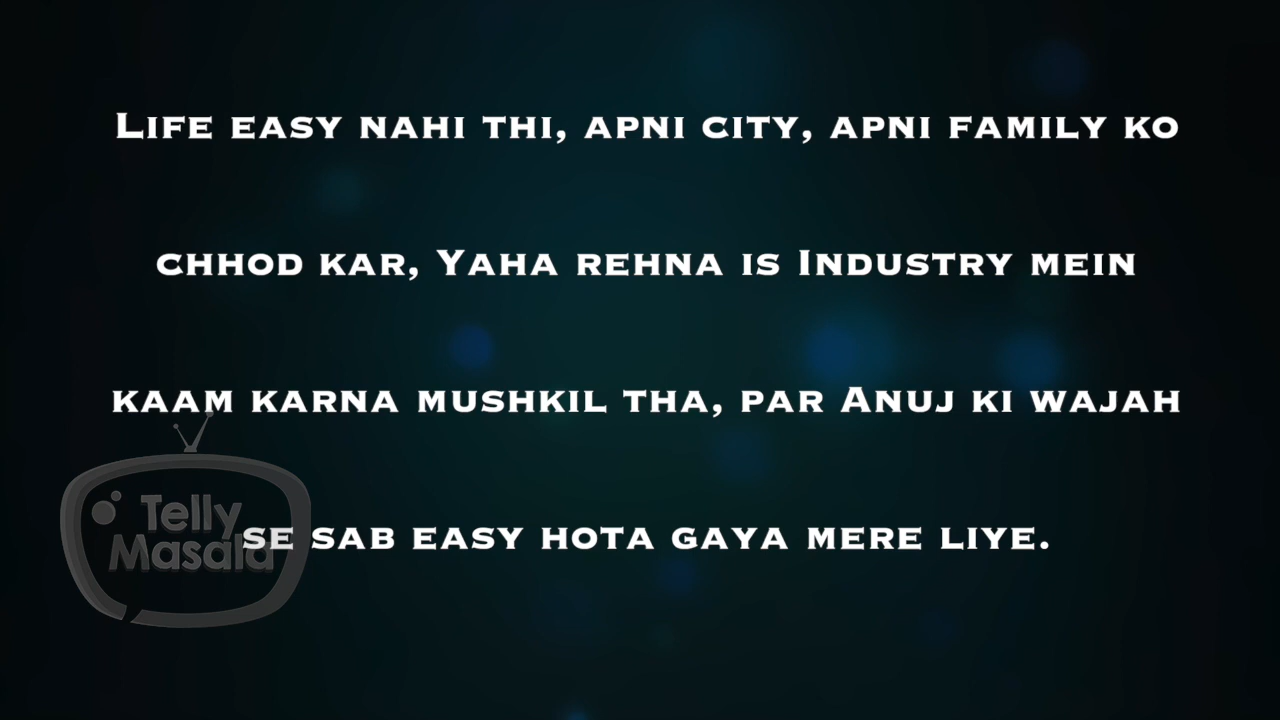 Life easy nahi thi, apni city, apni family ko
chhod kar, Yaha rehna is Industry mein
kaam karna mushkil tha, par Anuj ki wajah
se sab easy hota gaya mere liye.
Telly
Masala